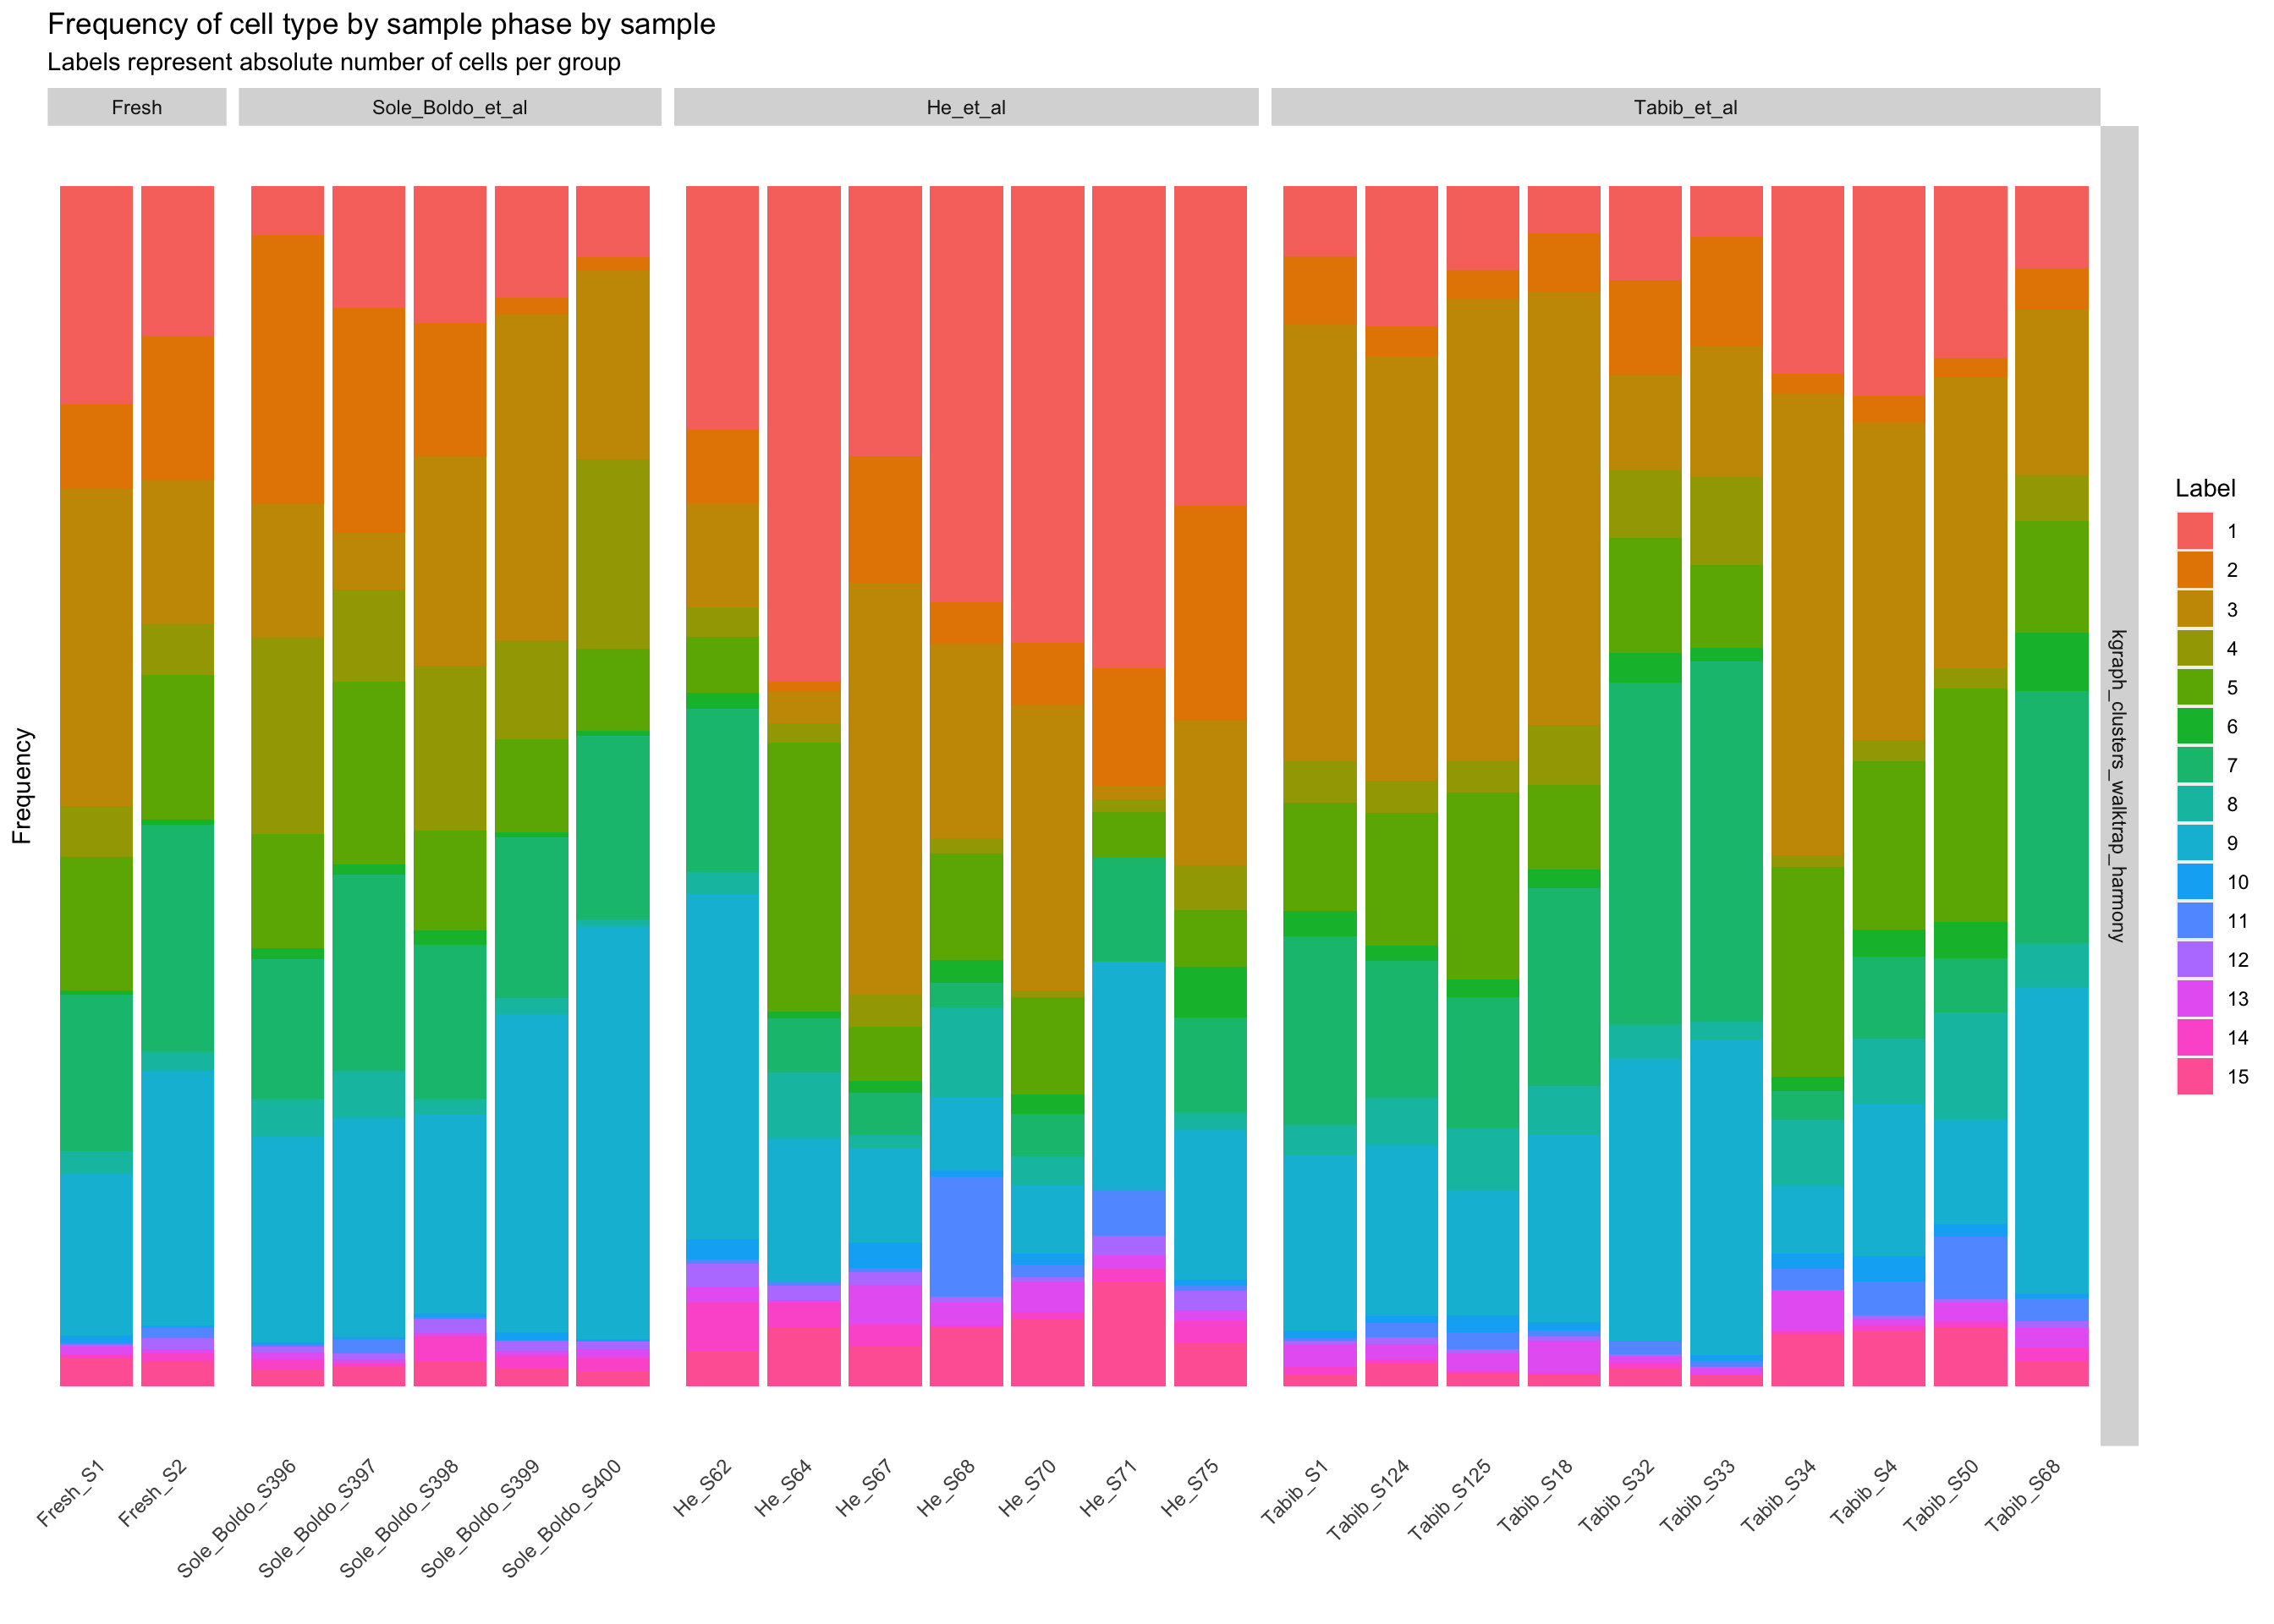 Frequency of cell type by sample phase by sample
Labels represent absolute number of cells per group
Fresh
Sole_Boldo_et_al
He_et_al
Tabib_et_al
kgraph_clusters_walktrap_harmony
Frequency
Fresh_S1
Fresh_S2
Sole_Boldo_S396
Sole_Boldo_S397
Sole_Boldo_S398
Sole_Boldo_S399
Sole_Boldo_S400
He_S62
He_S64
He_S67
He_S68
He_S70
He_S71
He_S75
Tabib_S1
Tabib_S124
Tabib_S125
Tabib_S18
Tabib_S32
Tabib_S33
Tabib_S34
Tabib_S4
Tabib_S50
Tabib_S68
Label
1
2
3
4
5
6
7
8
9
10
11
12
13
14
15